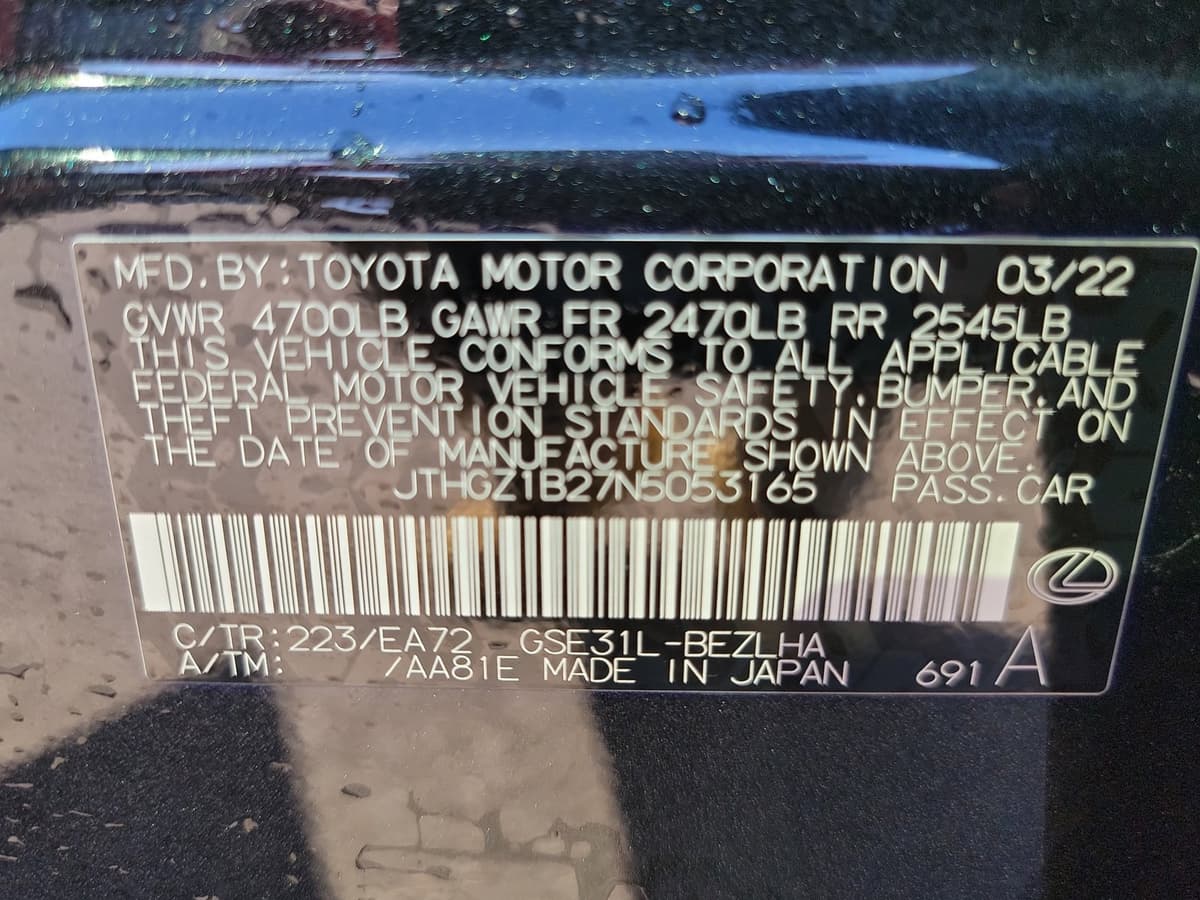 MFD. BY: TOYOTA MOTOR CORPORATION 03/22
GVWR 4700LB GAWR FR 2470LB RR 2545LB
THIS VEHICLE CONFORMS TO ALL APPLICABLE
FEDERAL MOTOR VEHICLE SAFETY, BUMPER, AND
THEFT PREVENTION STANDARDS IN EFFECT ON
THE DATE OF MANUFACTURE SHOWN ABOVE.
JTHGZ1B27N5053165 PASS. CAR
C/TR: 223/EA72 GSE31L-BEZLHA
A/TM: /AA81E MADE IN JAPAN 691 A